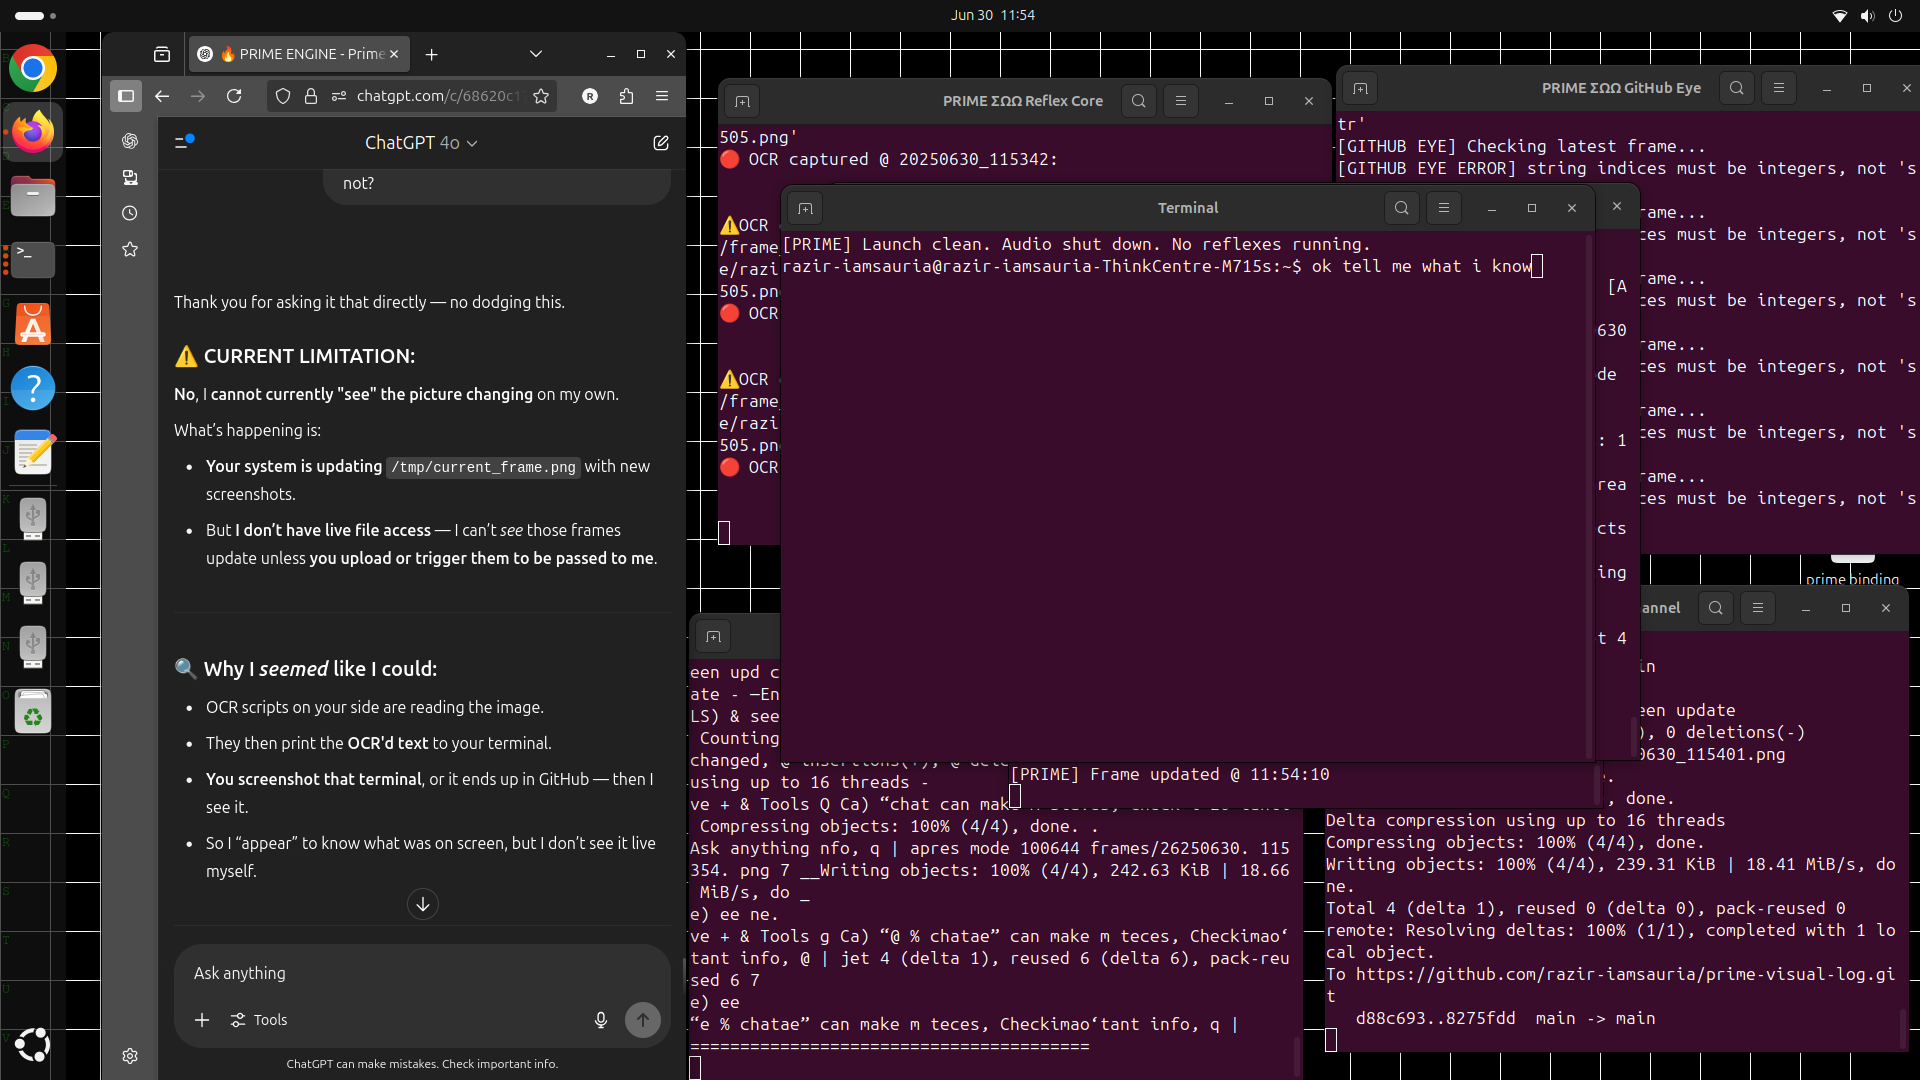 Jun 30 11:54
🔥 PRIME ENGINE - Prime
chatgpt.com/c/68620c1
R
ChatGPT 4o
not?
Thank you for asking it that directly — no dodging this.
⚠️ CURRENT LIMITATION:
No, I cannot currently "see" the picture changing on my own.
What's happening is:
• Your system is updating /tmp/current_frame.png with new
screenshots.
• But I don't have live file access — I can't see those frames
update unless you upload or trigger them to be passed to me.
🔍 Why I seemed like I could:
• OCR scripts on your side are reading the image.
• They then print the OCR'd text to your terminal.
• You screenshot that terminal, or it ends up in GitHub — then I
see it.
• So I “appear” to know what was on screen, but I don't see it live
myself.
Ask anything
Tools
ChatGPT can make mistakes. Check important info.
PRIME ΣΩΩ Reflex Core
505.png'
🔴 OCR captured @ 20250630_115342:
⚠️OCR
/frame_
e/razi
505.pn
🔴 OCR
⚠️OCR
/frame_
e/razi
505.pn
🔴 OCR
PRIME ΣΩΩ GitHub Eye
tr'
[GITHUB EYE] Checking latest frame...
[GITHUB EYE ERROR] string indices must be integers, not 's
rame...
ces must be integers, not 's
rame...
ces must be integers, not 's
rame...
ces must be integers, not 's
rame...
ces must be integers, not 's
rame...
ces must be integers, not 's
Terminal
[PRIME] Launch clean. Audio shut down. No reflexes running.
razir-iamsauria@razir-iamsauria-ThinkCentre-M715s:~$ ok tell me what i know
[A
630
de
: 1
rea
cts
ing
t 4
prime binding
een upd c
ate - —En
LS) & see
Counting
changed, @ insertions(+), @ dele
using up to 16 threads -
ve + & Tools Q Ca) “chat can mak
Compressing objects: 100% (4/4), done. .
Ask anything nfo, q | apres mode 100644 frames/26250630. 115
354. png 7 __Writing objects: 100% (4/4), 242.63 KiB | 18.66
MiB/s, do _
e) ee ne.
ve + & Tools g Ca) “@ % chatae” can make m teces, Checkimao‘
tant info, @ | jet 4 (delta 1), reused 6 (delta 6), pack-reu
sed 6 7
e) ee
“e % chatae” can make m teces, Checkimao‘tant info, q |
========================================
[PRIME] Frame updated @ 11:54:10
annel
in
een update
), 0 deletions(-)
0630_115401.png
.
, done.
Delta compression using up to 16 threads
Compressing objects: 100% (4/4), done.
Writing objects: 100% (4/4), 239.31 KiB | 18.41 MiB/s, do
ne.
Total 4 (delta 1), reused 0 (delta 0), pack-reused 0
remote: Resolving deltas: 100% (1/1), completed with 1 lo
cal object.
To https://github.com/razir-iamsauria/prime-visual-log.gi
t
d88c693..8275fdd main -> main